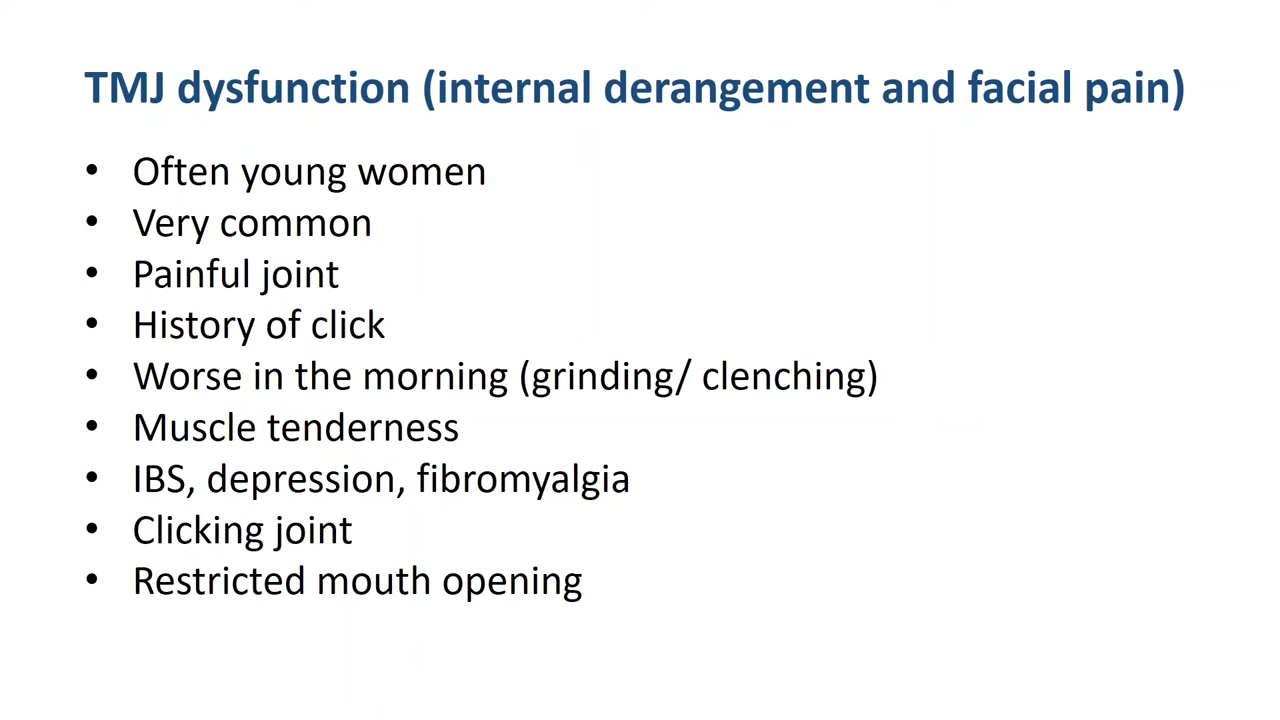 TMJ dysfunction (internal derangement and facial pain)
• Often young women
• Very common
• Painful joint
• History of click
• Worse in the morning (grinding/ clenching)
• Muscle tenderness
• IBS, depression, fibromyalgia
• Clicking joint
• Restricted mouth opening